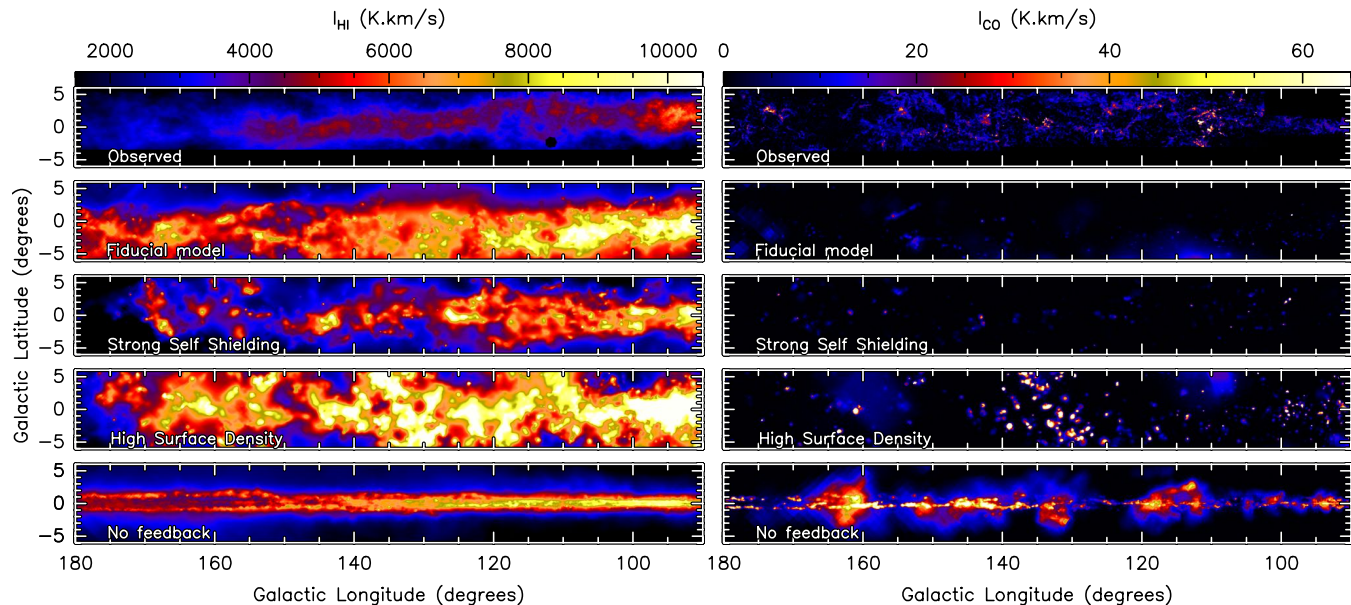 I_HI (K.km/s)
2000 4000 6000 8000 10000
I_CO (K.km/s)
0 20 40 60
5
0
−5
Observed
Observed
5
0
−5
Fiducial model
Fiducial model
5
0
−5
Strong Self Shielding
Strong Self Shielding
5
0
−5
High Surface Density
High Surface Density
5
0
−5
No feedback
No feedback
180 160 140 120 100
160 140 120 100
Galactic Latitude (degrees)
Galactic Longitude (degrees)
Galactic Longitude (degrees)